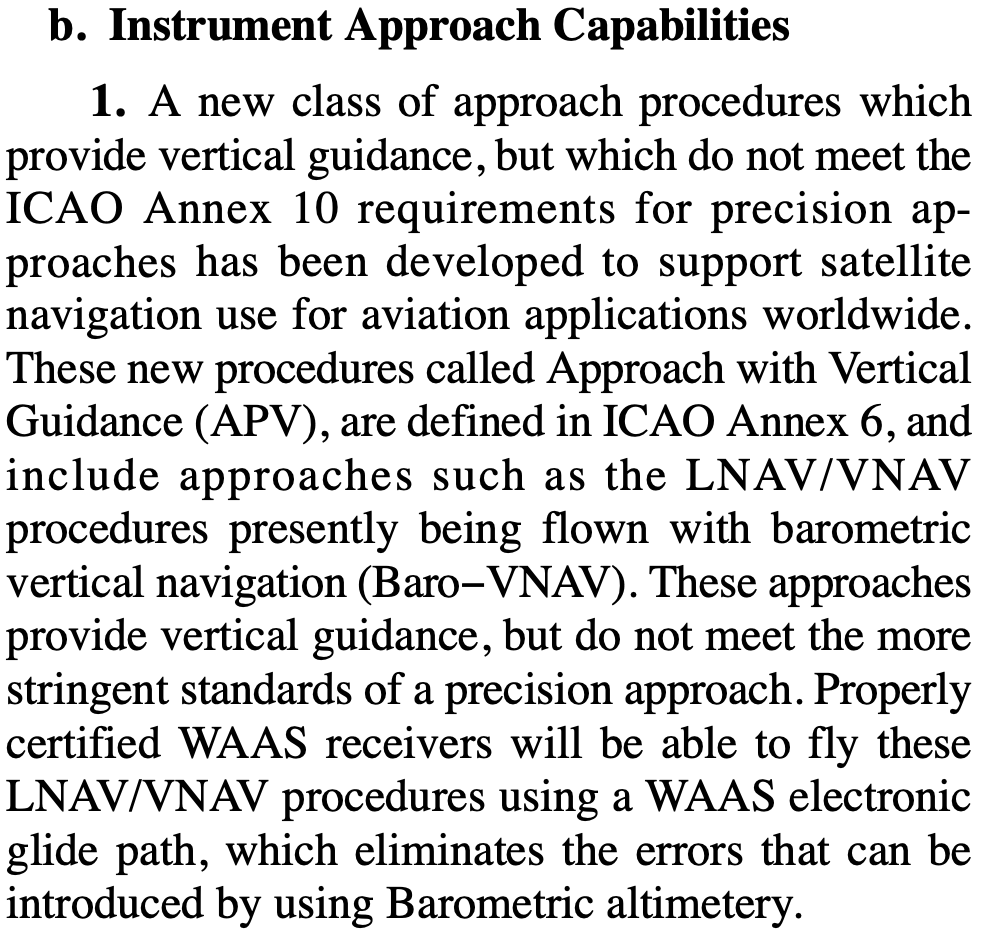 b. Instrument Approach Capabilities
1. A new class of approach procedures which
provide vertical guidance, but which do not meet the
ICAO Annex 10 requirements for precision ap-
proaches has been developed to support satellite
navigation use for aviation applications worldwide.
These new procedures called Approach with Vertical
Guidance (APV), are defined in ICAO Annex 6, and
include approaches such as the LNAV/VNAV
procedures presently being flown with barometric
vertical navigation (Baro−VNAV). These approaches
provide vertical guidance, but do not meet the more
stringent standards of a precision approach. Properly
certified WAAS receivers will be able to fly these
LNAV/VNAV procedures using a WAAS electronic
glide path, which eliminates the errors that can be
introduced by using Barometric altimetery.